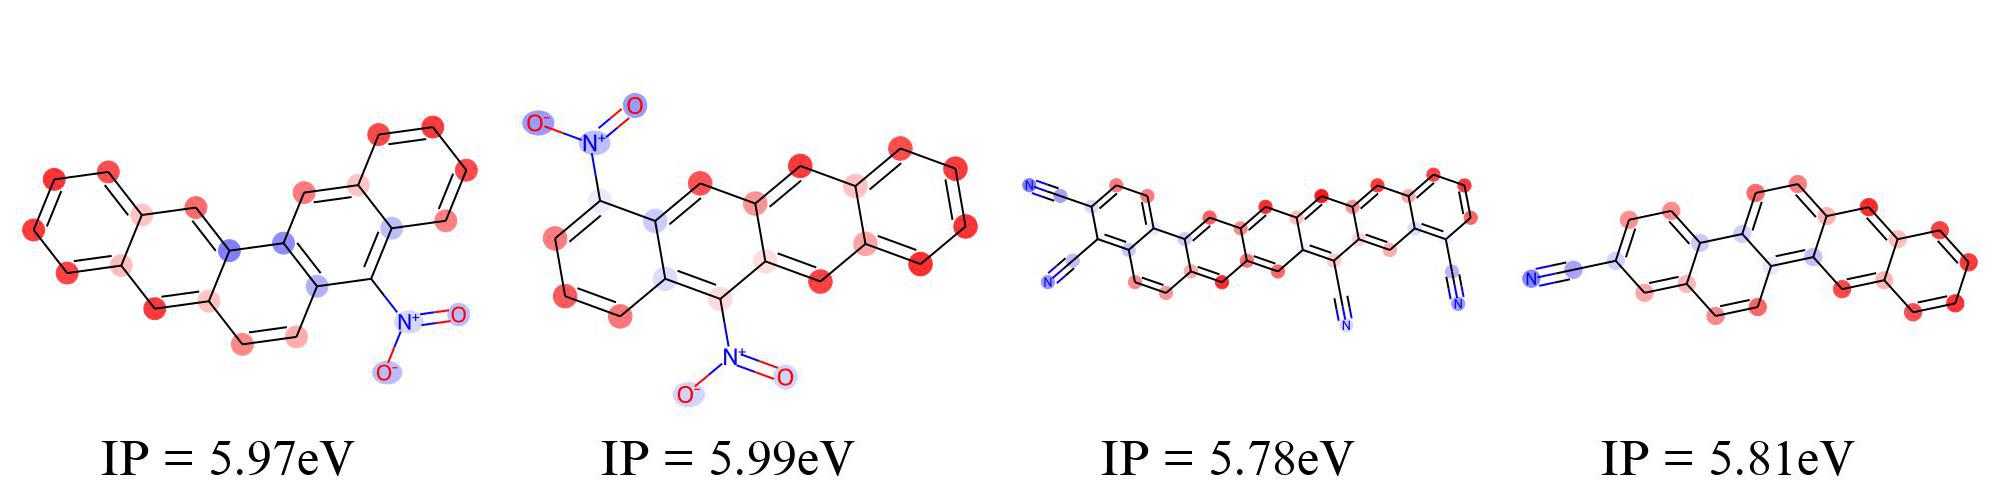 O⁻ N⁺ O
N N⁺ O
N N N⁺ O
O⁻ N N
O⁻
IP = 5.97eV IP = 5.99eV IP = 5.78eV IP = 5.81eV